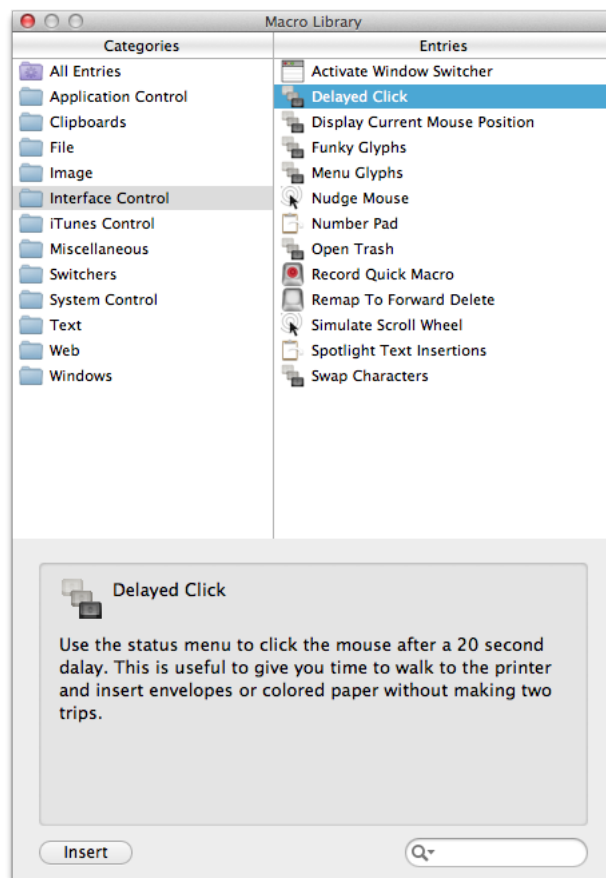 Macro Library
Categories
Entries
All Entries
Application Control
Clipboards
File
Image
Interface Control
iTunes Control
Miscellaneous
Switchers
System Control
Text
Web
Windows
Activate Window Switcher
Delayed Click
Display Current Mouse Position
Funky Glyphs
Menu Glyphs
Nudge Mouse
Number Pad
Open Trash
Record Quick Macro
Remap To Forward Delete
Simulate Scroll Wheel
Spotlight Text Insertions
Swap Characters
Delayed Click
Use the status menu to click the mouse after a 20 second
dalay. This is useful to give you time to walk to the printer
and insert envelopes or colored paper without making two
trips.
Insert